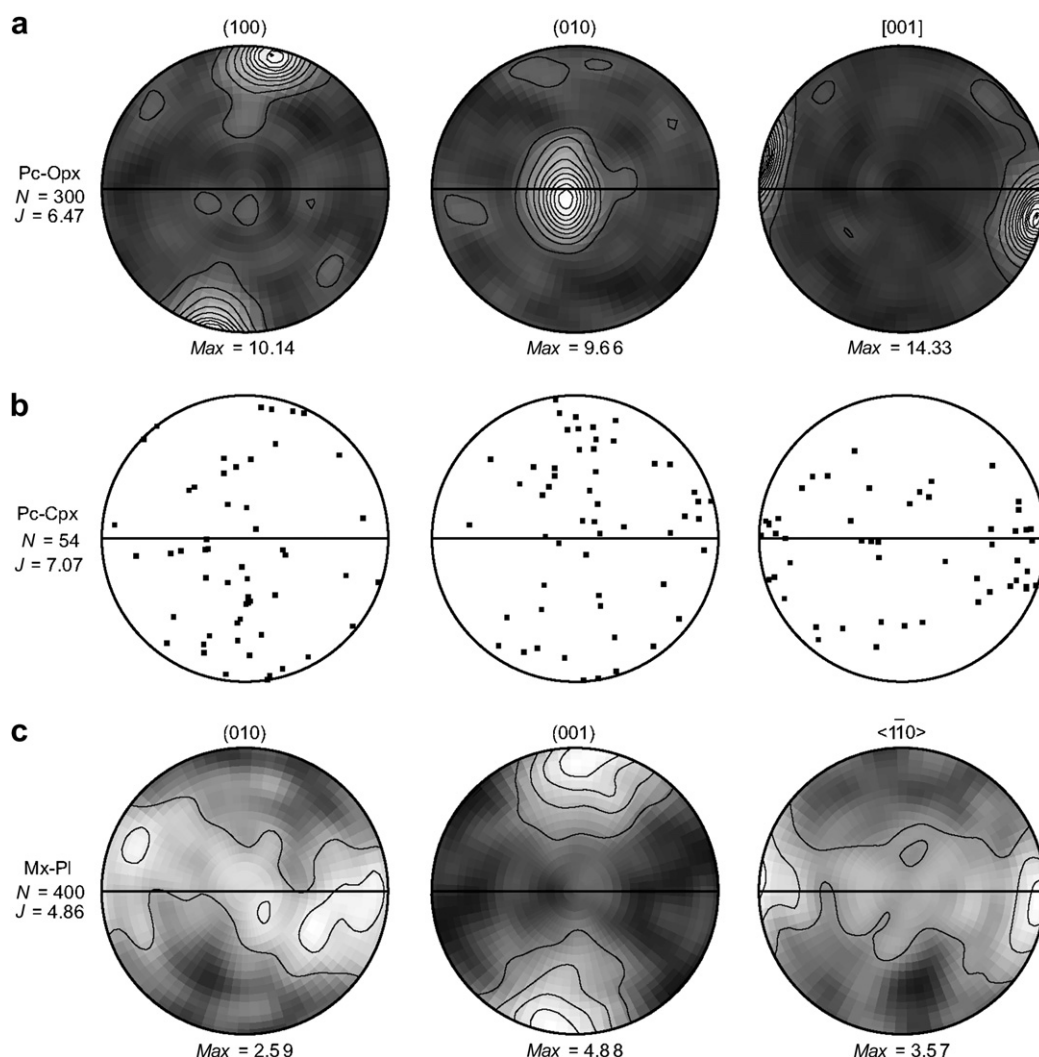 a
(100)
(010)
[001]
Pc-Opx
N = 300
J = 6.47
Max = 10.14
Max = 9.66
Max = 14.33
b
Pc-Cpx
N = 54
J = 7.07
c
(010)
(001)
<1̄10>
Mx-Pl
N = 400
J = 4.86
Max = 2.59
Max = 4.88
Max = 3.57